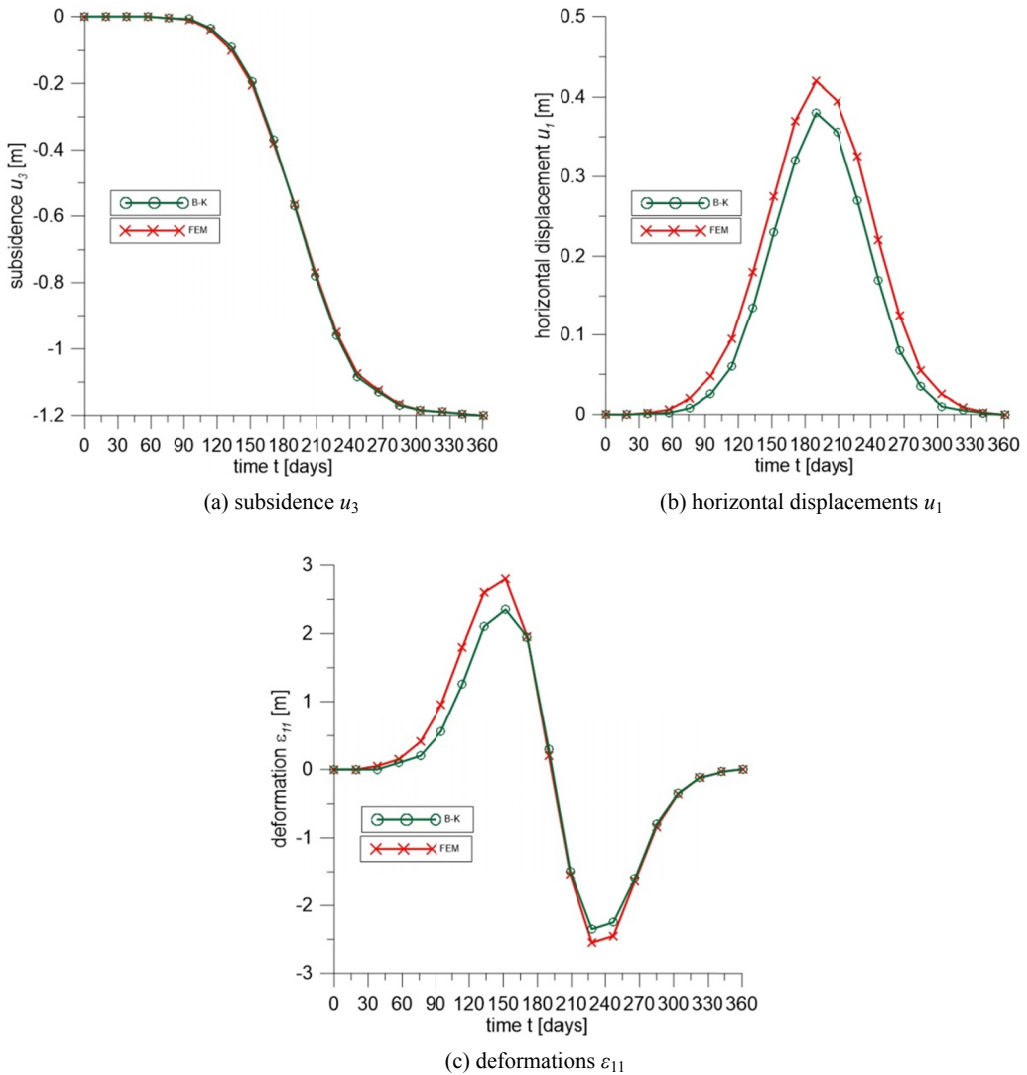 0
-0.2
-0.4
-0.6
-0.8
-1
-1.2
subsidence u3 [m]
B-K
FEM
0 30 60 90 120 150 180 210 240 270 300 330 360
time t [days]
(a) subsidence u3
0.5
0.4
0.3
0.2
0.1
0
horizontal displacement u1 [m]
B-K
FEM
0 30 60 90 120 150 180 210 240 270 300 330 360
time t [days]
(b) horizontal displacements u1
3
2
1
0
-1
-2
-3
deformation ε11 [m]
B-K
FEM
0 30 60 90 120 150 180 210 240 270 300 330 360
time t [days]
(c) deformations ε11